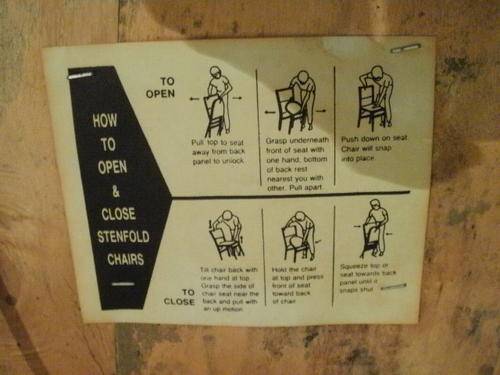 HOW
TO
OPEN
&
CLOSE
STENFOLD
CHAIRS
TO
OPEN
Pull top to seat
away from back
panel to unlock.
Grasp underneath
front of seat with
one hand, bottom
of back rest
nearest you with
other. Pull apart.
Push down on seat.
Chair will snap
into place.
TO
CLOSE
Tilt chair back with
one hand at top.
Grasp the side of
chair seat near the
back and pull with
an up motion.
Hold the chair
at top and press
front of seat
toward back
of chair.
Squeeze top or
seat towards back
panel until it
snaps shut.